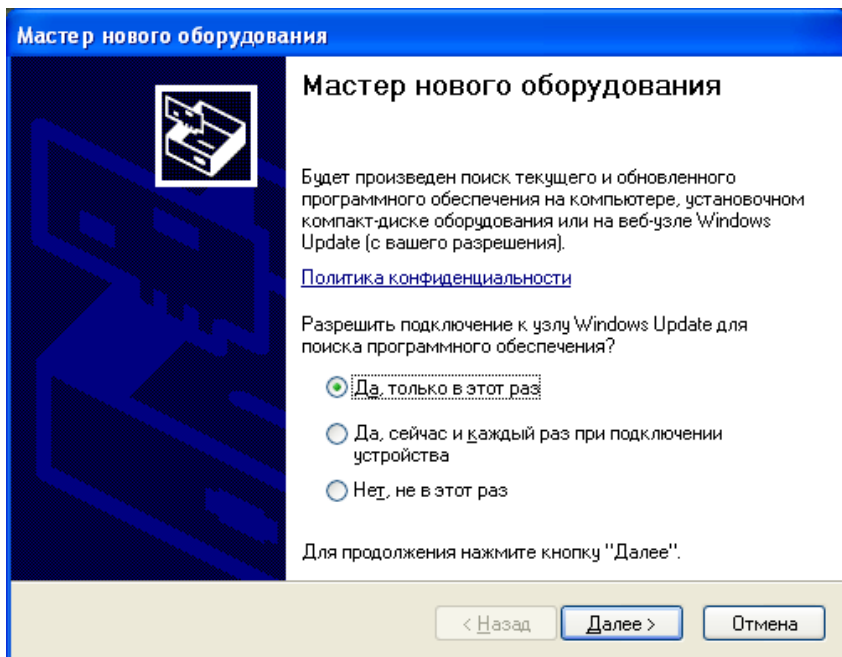 Мастер нового оборудования
Мастер нового оборудования
Будет произведен поиск текущего и обновленного
программного обеспечения на компьютере, установочном
компакт-диске оборудования или на веб-узле Windows
Update (с вашего разрешения).
Политика конфиденциальности
Разрешить подключение к узлу Windows Update для
поиска программного обеспечения?
Да, только в этот раз
Да, сейчас и каждый раз при подключении
устройства
Нет, не в этот раз
Для продолжения нажмите кнопку "Далее".
< Назад Далее > Отмена